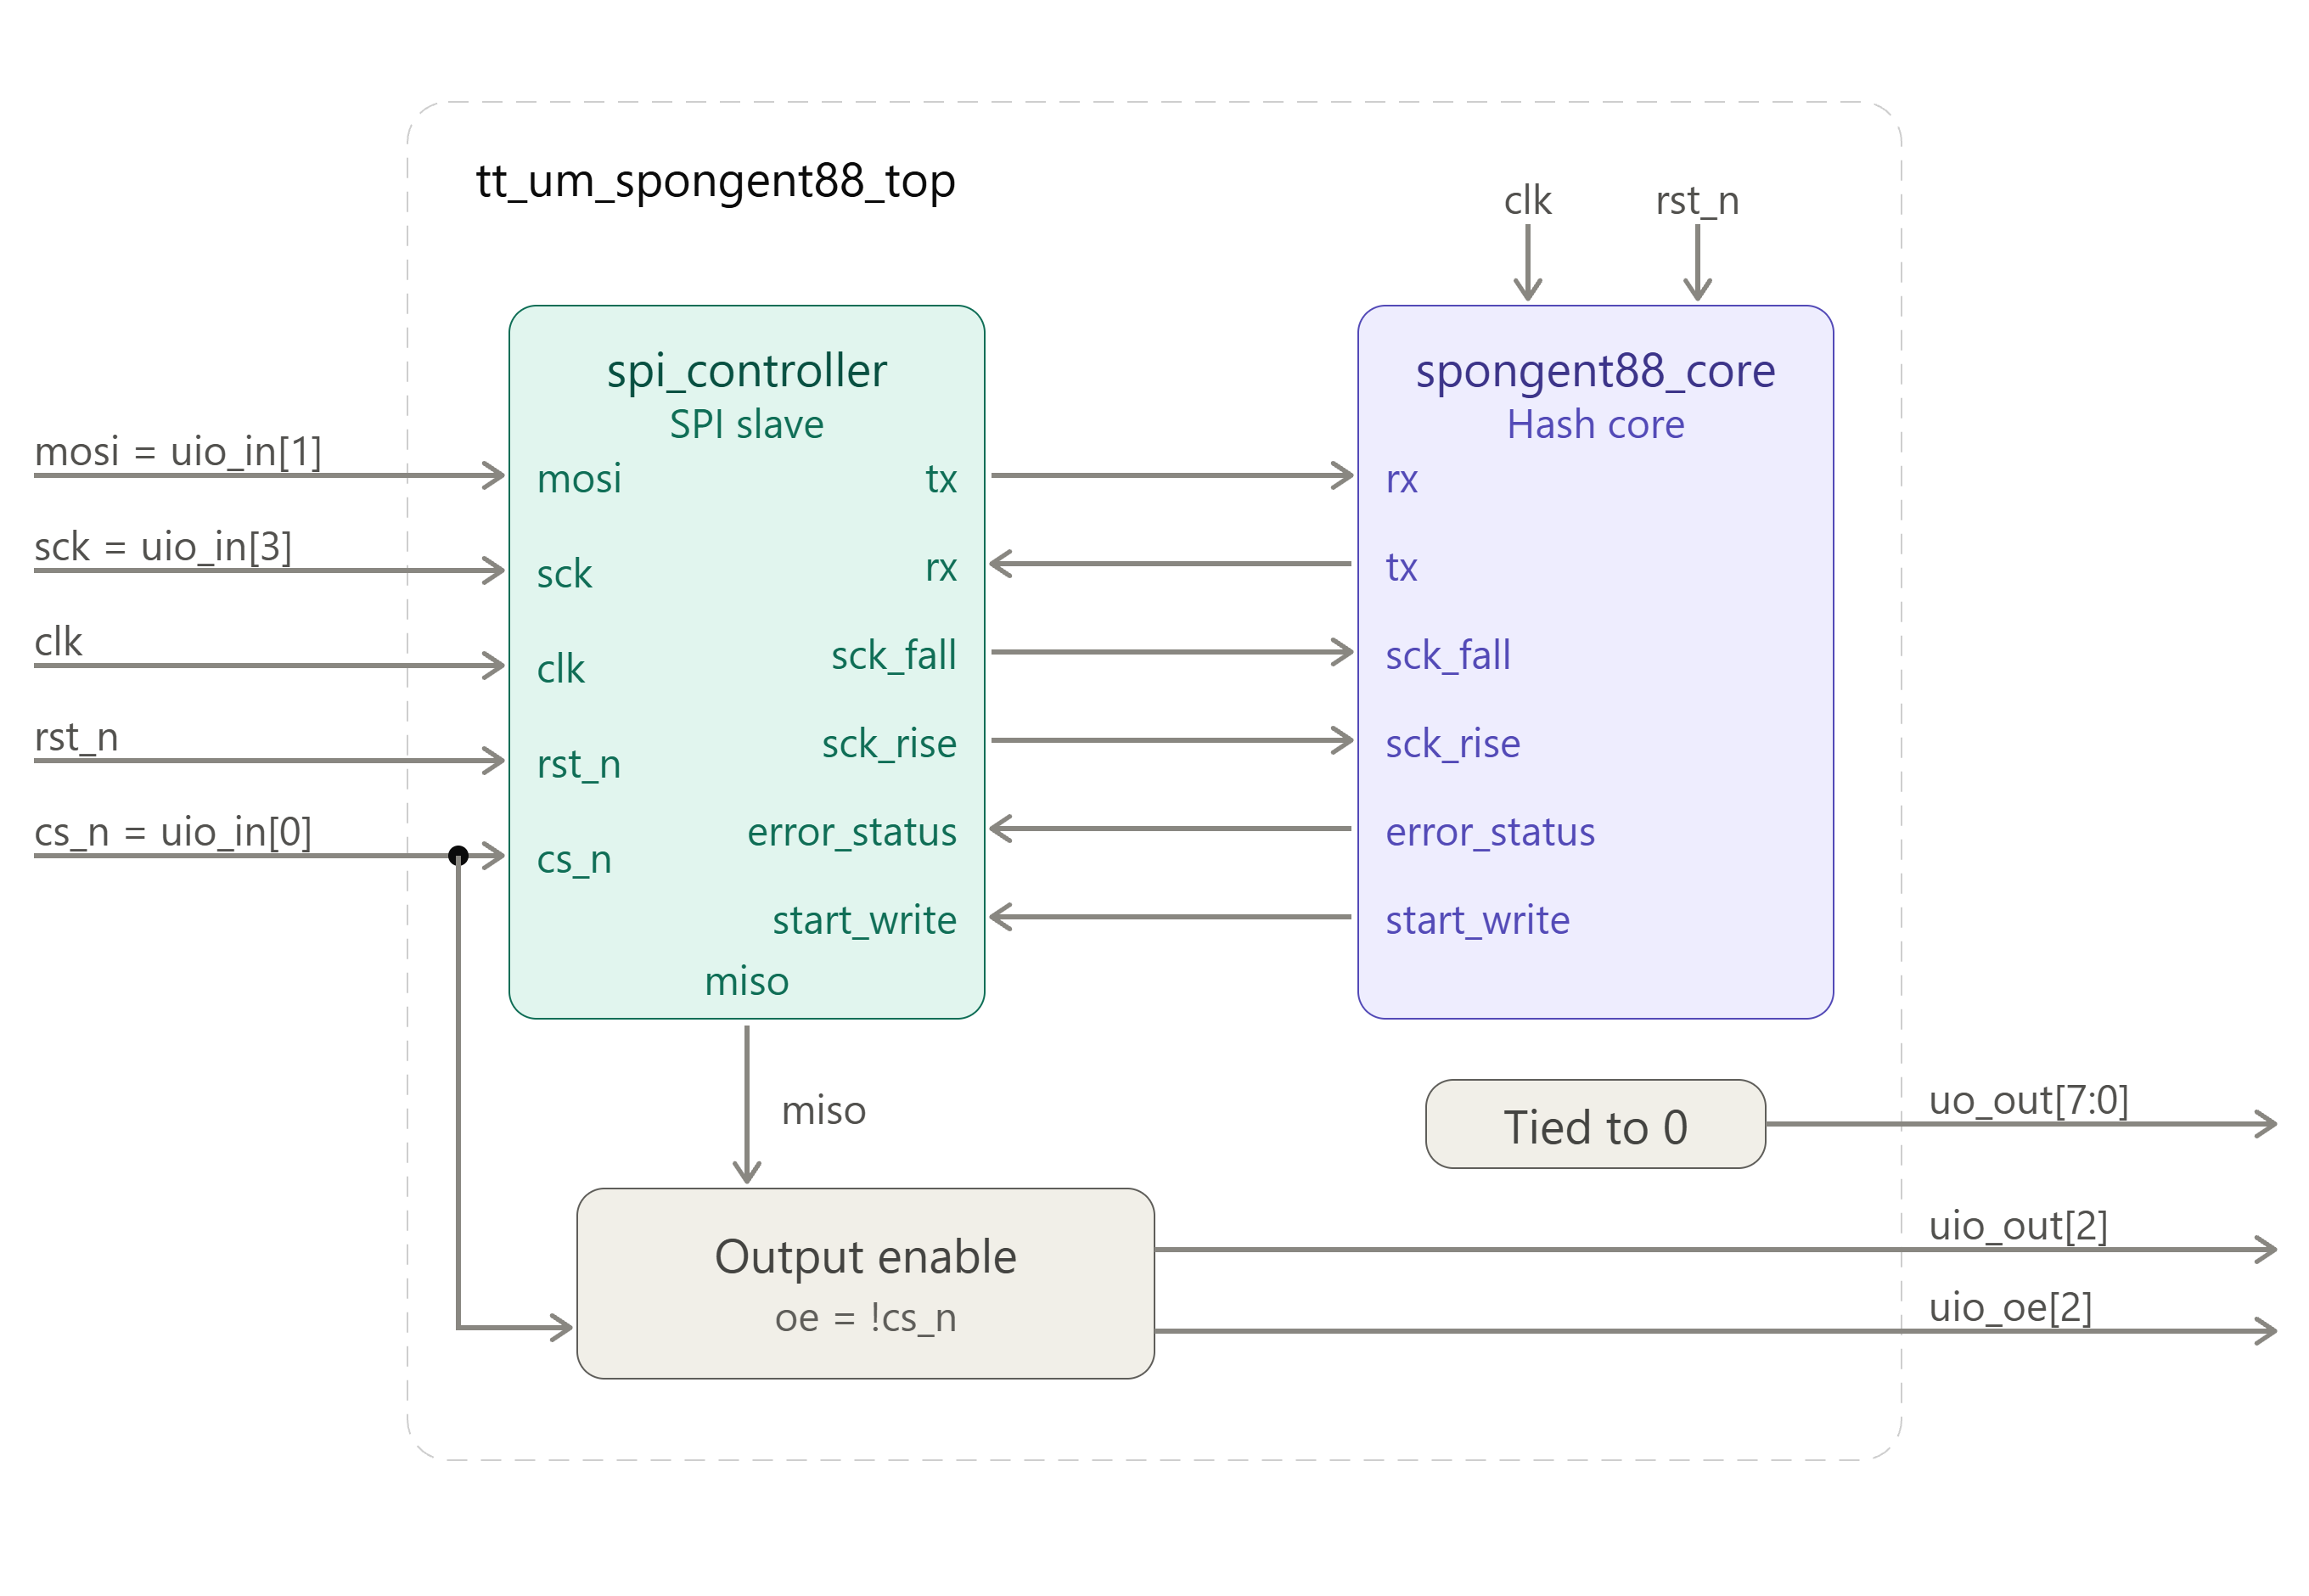 tt_um_spongent88_top
clk
rst_n
spi_controller
SPI slave
spongent88_core
Hash core
mosi = uio_in[1]
sck = uio_in[3]
clk
rst_n
cs_n = uio_in[0]
mosi
sck
clk
rst_n
cs_n
tx
rx
sck_fall
sck_rise
error_status
start_write
miso
rx
tx
sck_fall
sck_rise
error_status
start_write
miso
Tied to 0
uo_out[7:0]
Output enable
oe = !cs_n
uio_out[2]
uio_oe[2]